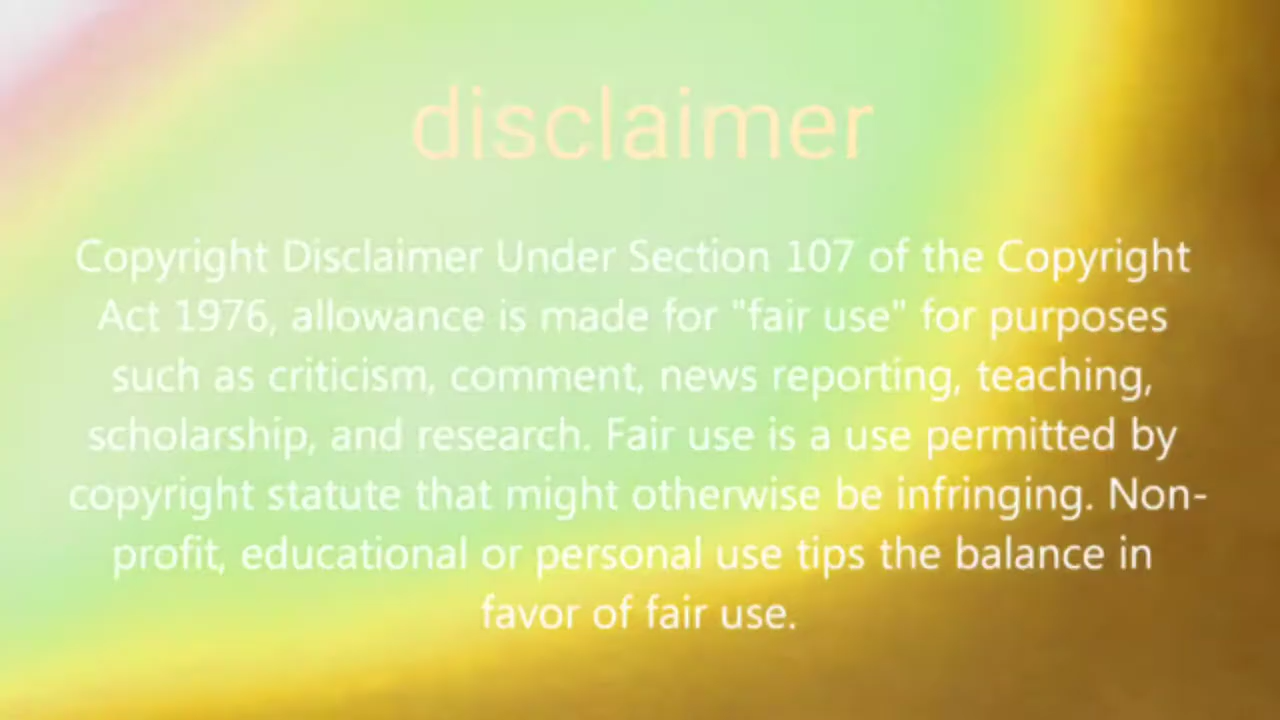 disclaimer
Copyright Disclaimer Under Section 107 of the Copyright
Act 1976, allowance is made for "fair use" for purposes
such as criticism, comment, news reporting, teaching,
scholarship, and research. Fair use is a use permitted by
copyright statute that might otherwise be infringing. Non-
profit, educational or personal use tips the balance in
favor of fair use.